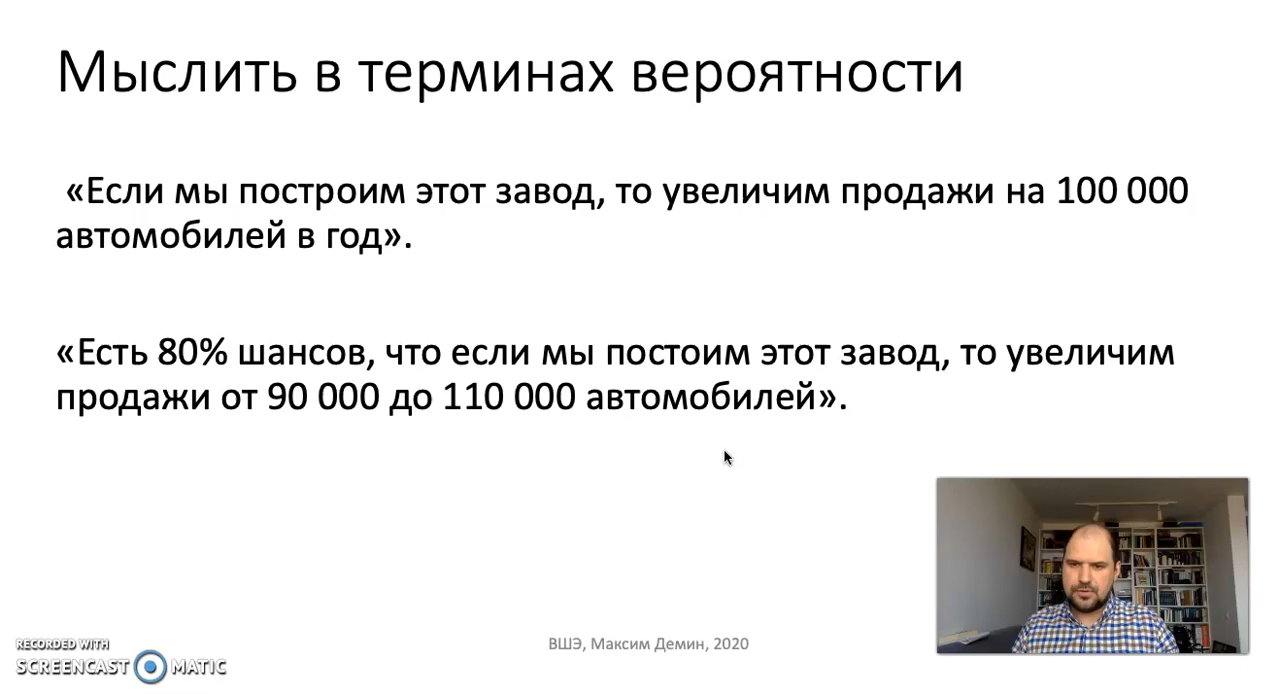 Мыслить в терминах вероятности
«Если мы построим этот завод, то увеличим продажи на 100 000
автомобилей в год».
«Есть 80% шансов, что если мы постоим этот завод, то увеличим
продажи от 90 000 до 110 000 автомобилей».
ВШЭ, Максим Демин, 2020
RECORDED WITH
SCREENCAST MATIC